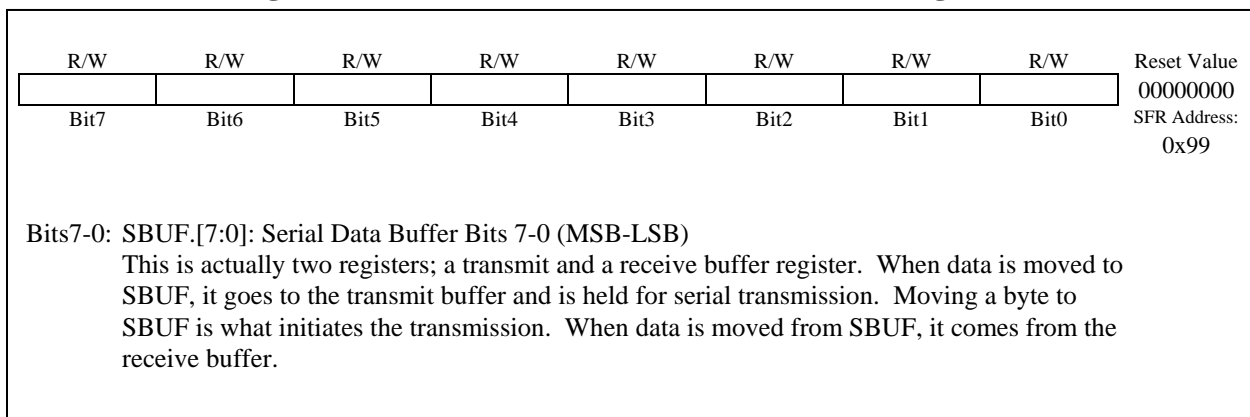 R/W R/W R/W R/W R/W R/W R/W R/W Reset Value
00000000
Bit7 Bit6 Bit5 Bit4 Bit3 Bit2 Bit1 Bit0 SFR Address:
0x99
Bits7-0: SBUF.[7:0]: Serial Data Buffer Bits 7-0 (MSB-LSB)
This is actually two registers; a transmit and a receive buffer register. When data is moved to
SBUF, it goes to the transmit buffer and is held for serial transmission. Moving a byte to
SBUF is what initiates the transmission. When data is moved from SBUF, it comes from the
receive buffer.